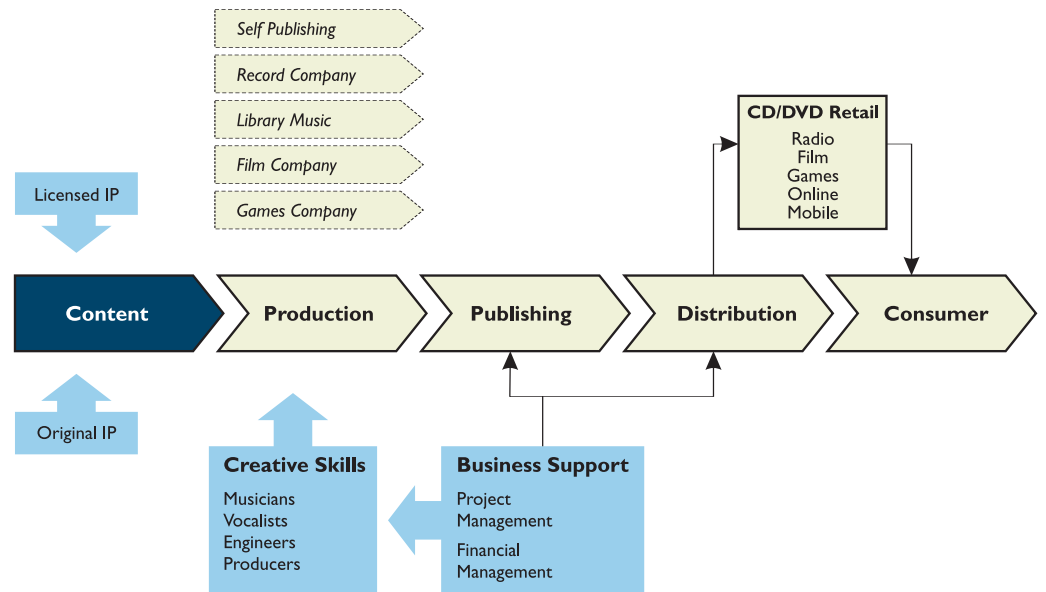 Self Publishing
Record Company
Library Music
Film Company
Games Company
CD/DVD Retail
Radio
Film
Games
Online
Mobile
Licensed IP
Content
Production
Publishing
Distribution
Consumer
Original IP
Creative Skills
Musicians
Vocalists
Engineers
Producers
Business Support
Project
Management
Financial
Management